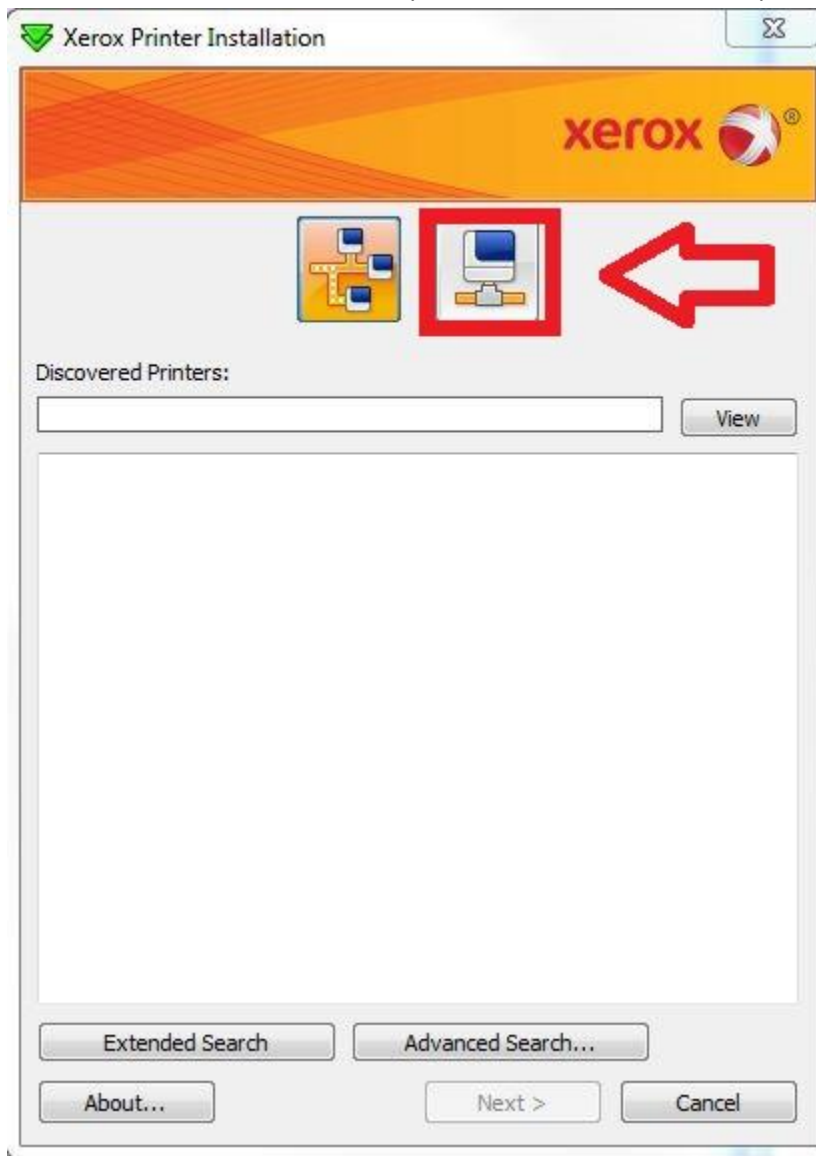 Xerox Printer Installation
xerox ®
Discovered Printers:
View
Extended Search
Advanced Search...
About...
Next >
Cancel